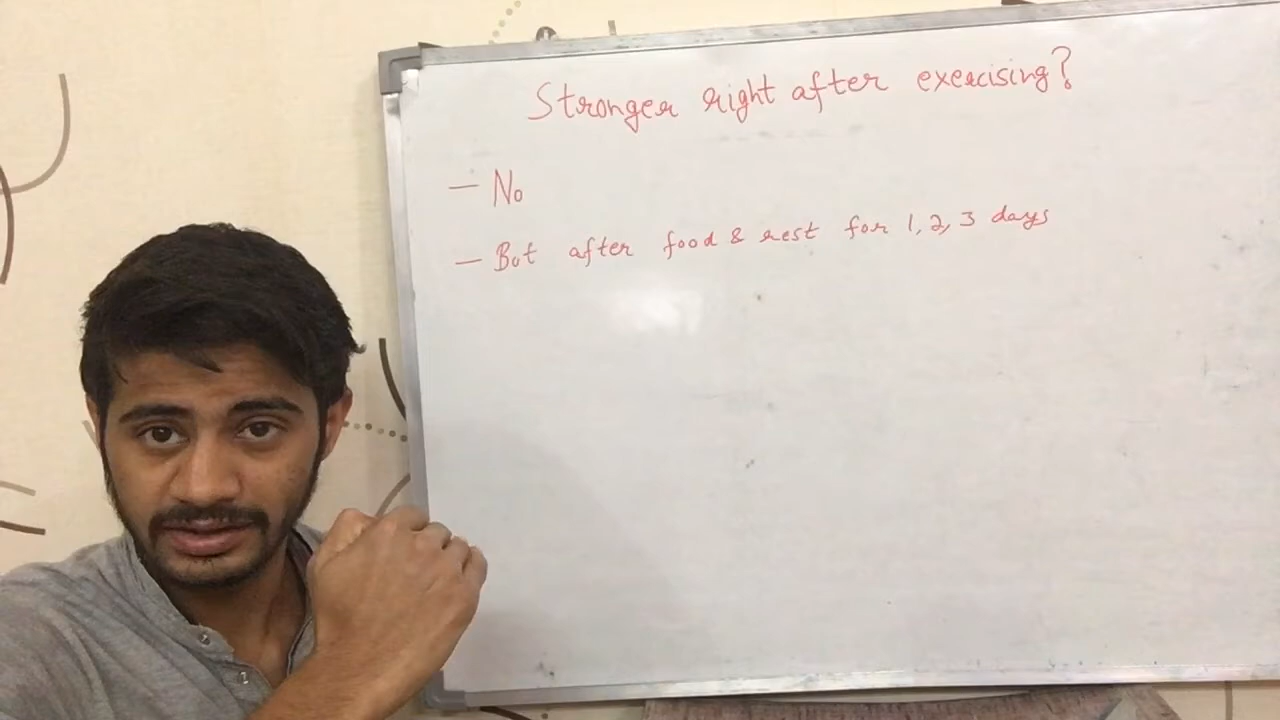 Stronger right after exercising?
— No
— But after food & rest for 1, 2, 3 days